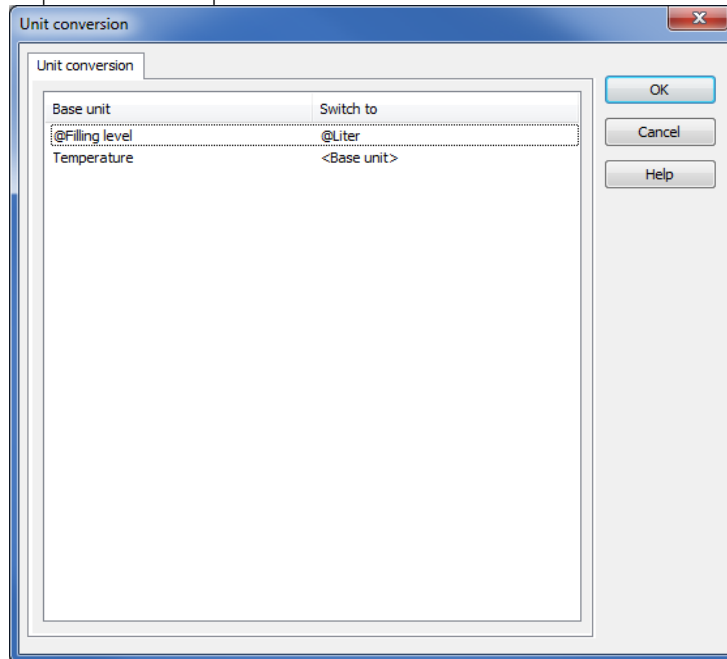 Unit conversion
x
Unit conversion
Base unit Switch to
@Filling level @Liter
Temperature <Base unit>
OK
Cancel
Help